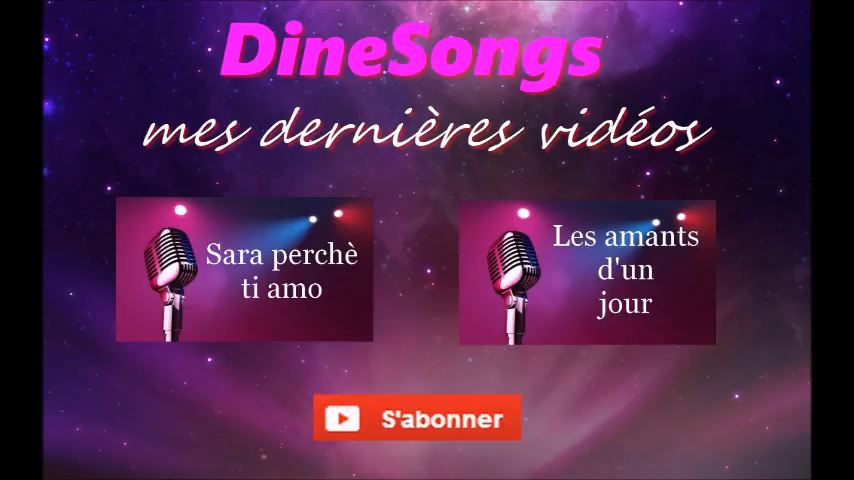 DineSongs
mes dernières vidéos
Sara perchè
ti amo
Les amants
d'un
jour
S'abonner